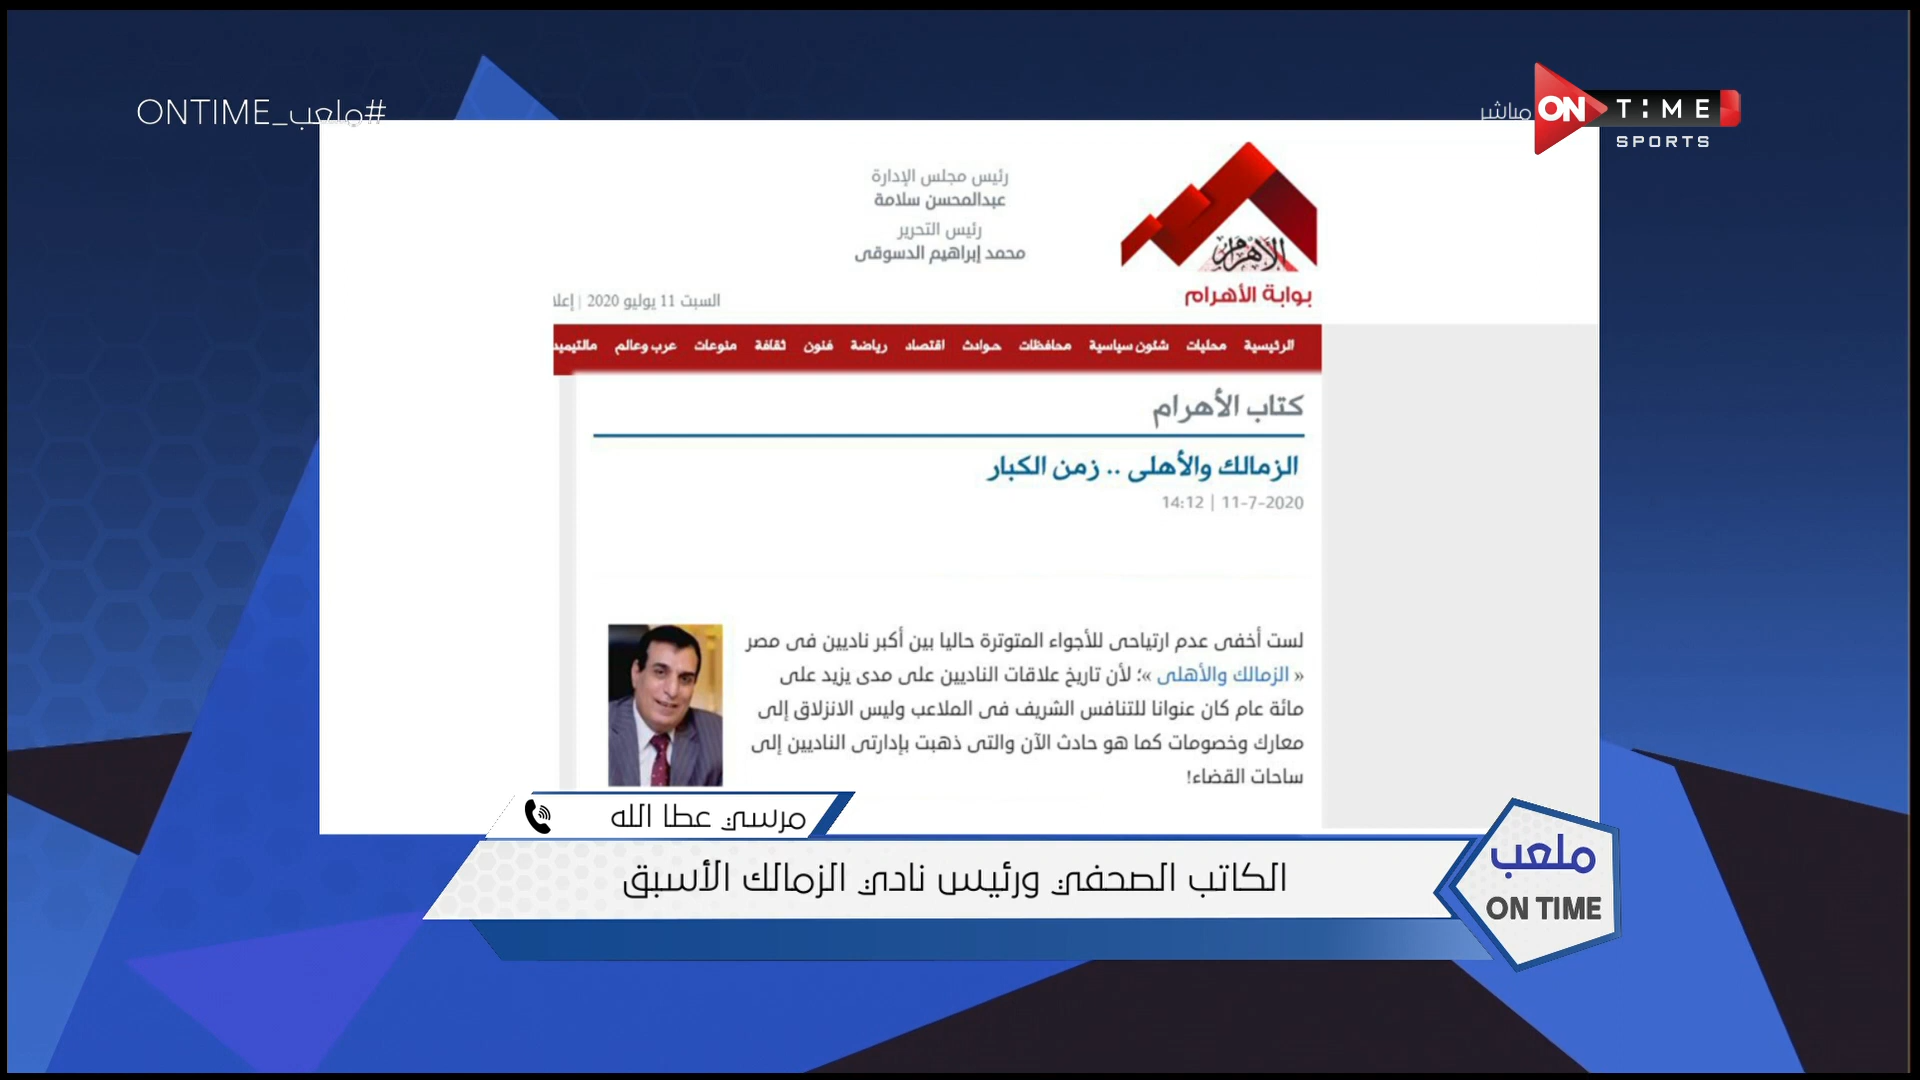 #ملعب_ONTIME
مباشر
ON TIME
SPORTS
رئيس مجلس الإدارة
عبدالمحسن سلامة
رئيس التحرير
محمد إبراهيم الدسوقى
الأهرام
بوابة الأهرام
السبت 11 يوليو 2020 | إعلا
الرئيسية محليات شئون سياسية محافظات حوادث اقتصاد رياضة فنون ثقافة منوعات عرب وعالم مالتيميد
كتاب الأهرام
الزمالك والأهلى .. زمن الكبار
11-7-2020 | 14:12
لست أخفى عدم ارتياحى للأجواء المتوترة حاليا بين أكبر ناديين فى مصر
« الزمالك والأهلى »؛ لأن تاريخ علاقات الناديين على مدى يزيد على
مائة عام كان عنوانا للتنافس الشريف فى الملاعب وليس الانزلاق إلى
معارك وخصومات كما هو حادث الآن والتى ذهبت بإدارتى الناديين إلى
ساحات القضاء!
مرسي عطا الله
الكاتب الصحفي ورئيس نادي الزمالك الأسبق
ملعب
ON TIME